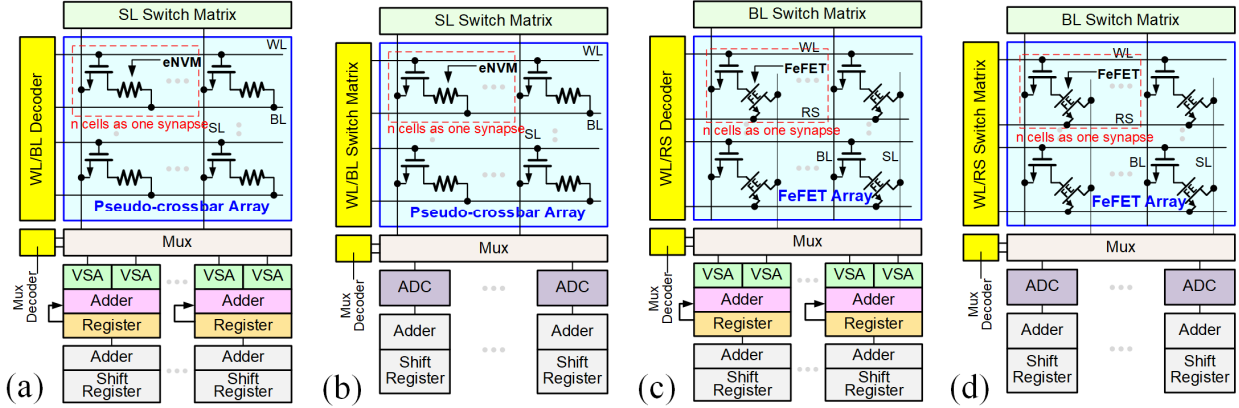 SL Switch Matrix
WL/BL Decoder
WL
eNVM
BL
n cells as one synapse
SL
Pseudo-crossbar Array
Mux
Mux Decoder
VSA VSA VSA VSA
Adder Adder
Register Register
Adder Adder
Shift Register Shift Register
(a)
SL Switch Matrix
WL/BL Switch Matrix
WL
eNVM
BL
n cells as one synapse
SL
Pseudo-crossbar Array
Mux
Mux Decoder
ADC ADC
Adder Adder
Shift Register Shift Register
(b)
BL Switch Matrix
WL/RS Decoder
WL
FeFET
RS
n cells as one synapse
BL SL
FeFET Array
Mux
Mux Decoder
VSA VSA VSA VSA
Adder Adder
Register Register
Adder Adder
Shift Register Shift Register
(c)
BL Switch Matrix
WL/RS Switch Matrix
WL
FeFET
RS
n cells as one synapse
BL SL
FeFET Array
Mux
Mux Decoder
ADC ADC
Adder Adder
Shift Register Shift Register
(d)